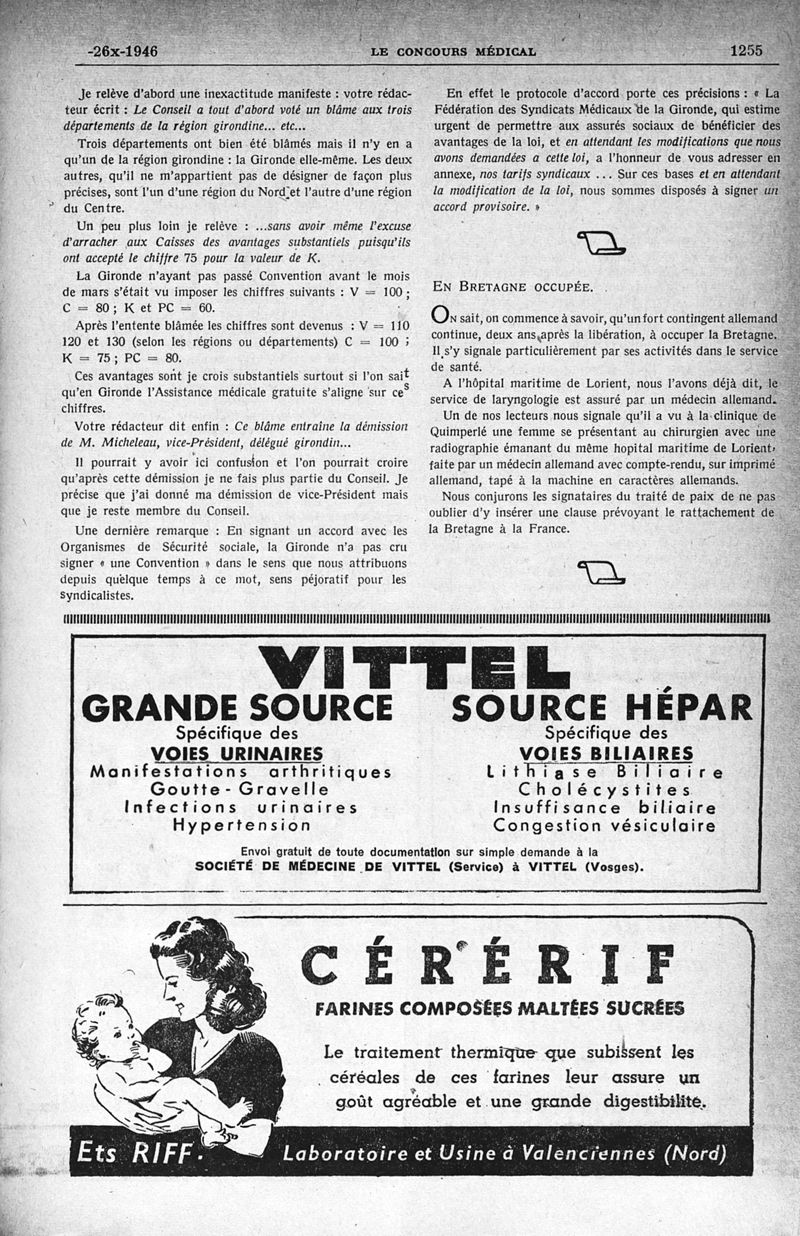 -26x-1946
LE CONCOURS MÉDICAL
1255
Je relève d'abord une inexactitude manifeste : votre rédac-
teur écrit : Le Conseil a tout d'abord voté un blâme aux trois
départements de la région girondine... etc...
Trois départements ont bien été blâmés mais il n'y en a
qu'un de la région girondine : la Gironde elle-même. Les deux
autres, qu'il ne m'appartient pas de désigner de façon plus
précises, sont l'un d'une région du Nord et l'autre d'une région
du Centre.
Un peu plus loin je relève : ...sans avoir même l'excuse
d'arracher aux Caisses des avantages substantiels puisqu'ils
ont accepté le chiffre 75 pour la valeur de K.
La Gironde n'ayant pas passé Convention avant le mois
de mars s'était vu imposer les chiffres suivants : V = 100 ;
C = 80 ; K et PC = 60.
Après l'entente blâmée les chiffres sont devenus : V = 110
120 et 130 (selon les régions ou départements) C = 100 ;
K = 75 ; PC = 80.
Ces avantages sont je crois substantiels surtout si l'on sait
qu'en Gironde l'Assistance médicale gratuite s'aligne sur ces
chiffres.
Votre rédacteur dit enfin : Ce blâme entraîne la démission
de M. Micheleau, vice-Président, délégué girondin...
Il pourrait y avoir ici confusion et l'on pourrait croire
qu'après cette démission je ne fais plus partie du Conseil. Je
précise que j'ai donné ma démission de vice-Président mais
que je reste membre du Conseil.
Une dernière remarque : En signant un accord avec les
Organismes de Sécurité sociale, la Gironde n'a pas cru
signer « une Convention » dans le sens que nous attribuons
depuis quelque temps à ce mot, sens péjoratif pour les
syndicalistes.
En effet le protocole d'accord porte ces précisions : « La
Fédération des Syndicats Médicaux de la Gironde, qui estime
urgent de permettre aux assurés sociaux de bénéficier des
avantages de la loi, et en attendant les modifications que nous
avons demandées a cette loi, a l'honneur de vous adresser en
annexe, nos tarifs syndicaux ... Sur ces bases et en attendant
la modification de la loi, nous sommes disposés à signer un
accord provisoire. »
EN BRETAGNE OCCUPÉE.
ON sait, on commence à savoir, qu'un fort contingent allemand
continue, deux ans après la libération, à occuper la Bretagne.
Il s'y signale particulièrement par ses activités dans le service
de santé.
A l'hôpital maritime de Lorient, nous l'avons déjà dit, le
service de laryngologie est assuré par un médecin allemand.
Un de nos lecteurs nous signale qu'il a vu à la clinique de
Quimperlé une femme se présentant au chirurgien avec une
radiographie émanant du même hopital maritime de Lorient,
faite par un médecin allemand avec compte-rendu, sur imprimé
allemand, tapé à la machine en caractères allemands.
Nous conjurons les signataires du traité de paix de ne pas
oublier d'y insérer une clause prévoyant le rattachement de
la Bretagne à la France.
VITTEL
GRANDE SOURCE
Spécifique des
VOIES URINAIRES
Manifestations arthritiques
Goutte - Gravelle
Infections urinaires
Hypertension
SOURCE HÉPAR
Spécifique des
VOIES BILIAIRES
Lithiase Biliaire
Cholécystites
Insuffisance biliaire
Congestion vésiculaire
Envoi gratuit de toute documentation sur simple demande à la
SOCIÉTÉ DE MÉDECINE DE VITTEL (Service) à VITTEL (Vosges).
CÉRÉRIF
FARINES COMPOSÉES MALTÉES SUCRÉES
Le traitement thermique que subissent les
céréales de ces farines leur assure un
goût agréable et une grande digestibilité.
Ets RIFF. Laboratoire et Usine à Valenciennes (Nord)